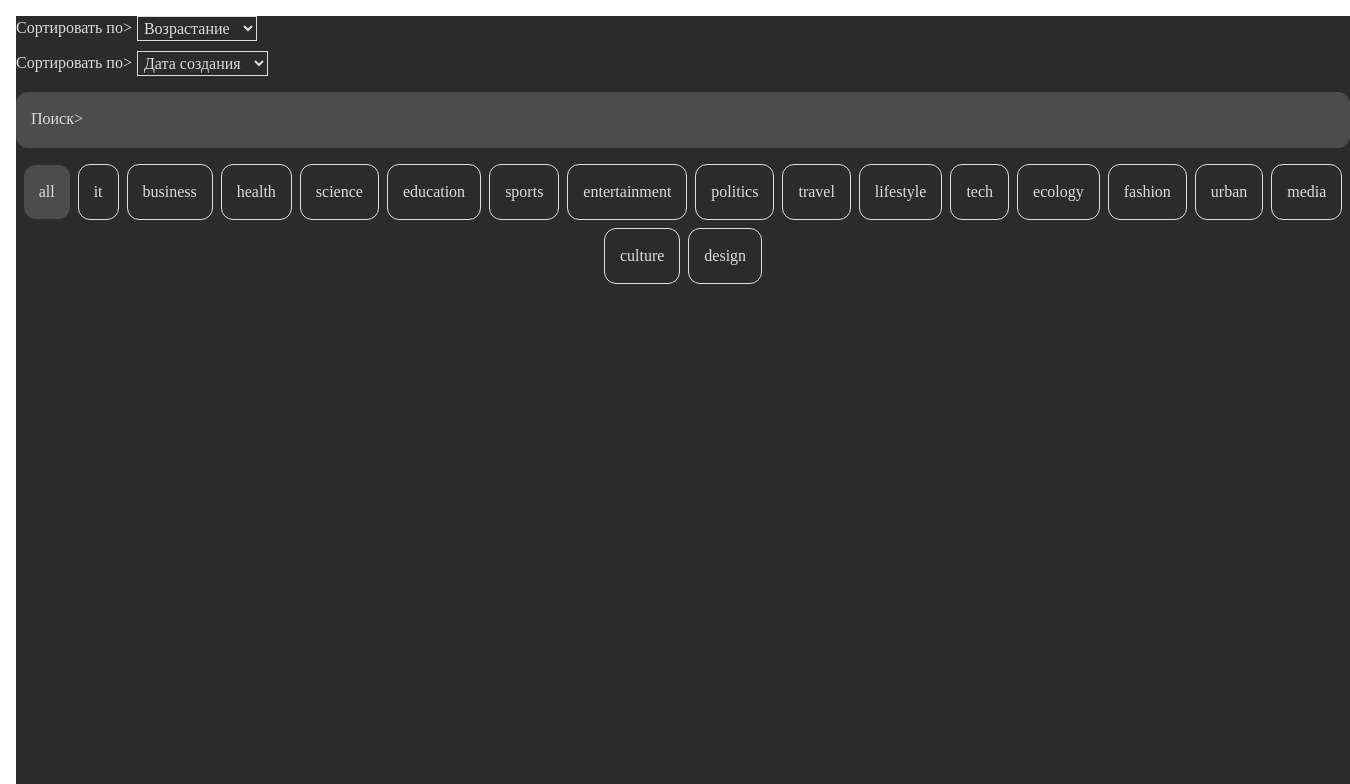 Сортировать по> Возрастание
Сортировать по> Дата создания
Поиск>
all it business health science education sports entertainment politics travel lifestyle tech ecology fashion urban media
culture design